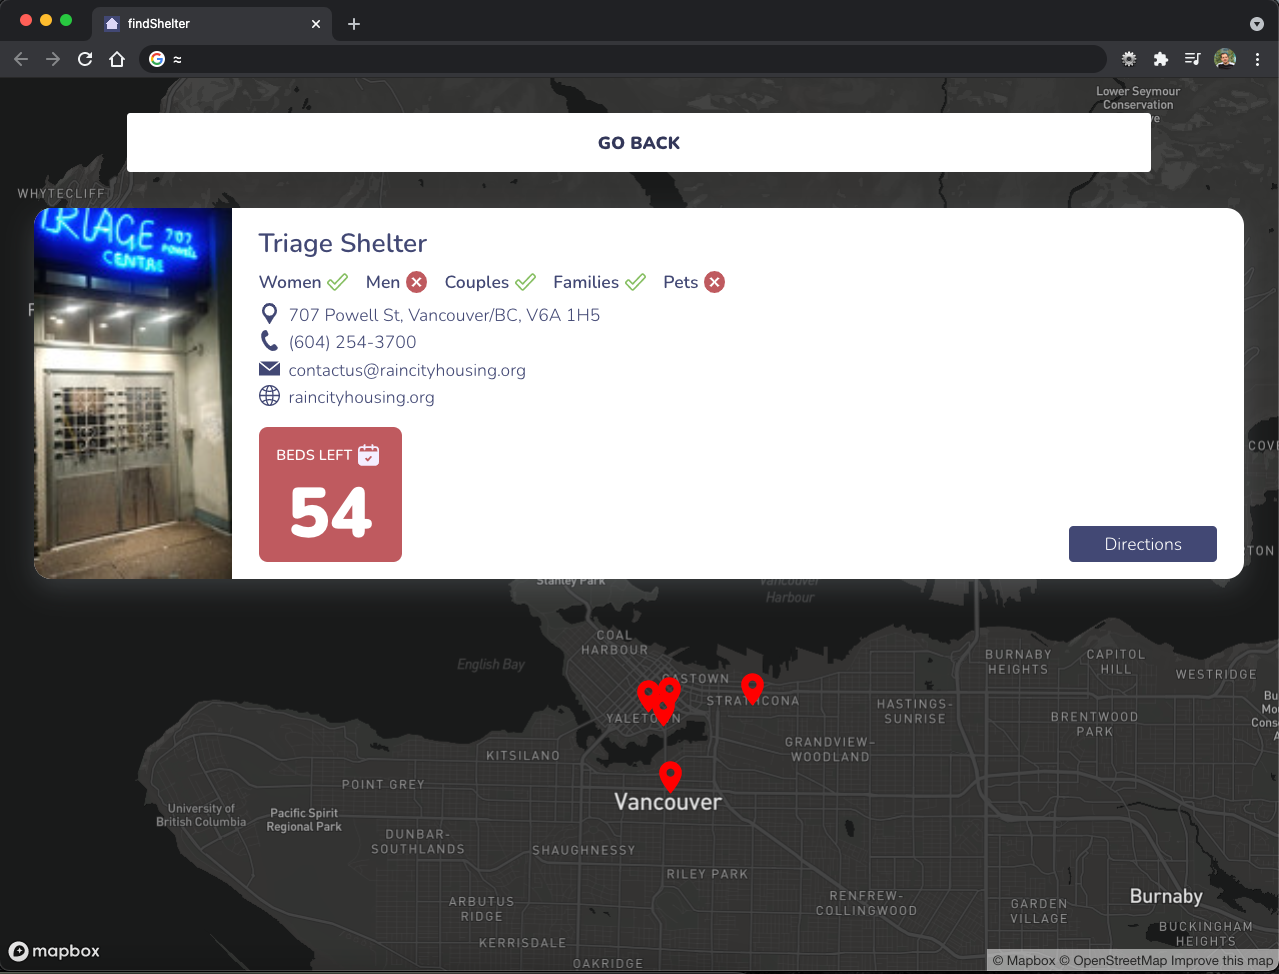 findShelter
≈
Lower Seymour
Conservation
GO BACK
WHYTECLIFF
TRIAGE 707
POWELL
CENTRE
Triage Shelter
Women Men Couples Families Pets
707 Powell St, Vancouver/BC, V6A 1H5
(604) 254-3700
contactus@raincityhousing.org
raincityhousing.org
BEDS LEFT
54
Directions
Stanley Park
Vancouver
Harbour
COAL
HARBOUR
English Bay
GASTOWN
STRATHCONA
YALETOWN
BURNABY
HEIGHTS
CAPITOL
HILL
WESTRIDGE
HASTINGS-
SUNRISE
BRENTWOOD
PARK
KITSILANO
GRANDVIEW-
WOODLAND
POINT GREY
Vancouver
University of
British Columbia
Pacific Spirit
Regional Park
DUNBAR-
SOUTHLANDS
SHAUGHNESSY
RILEY PARK
RENFREW-
COLLINGWOOD
Burnaby
ARBUTUS
RIDGE
GARDEN
VILLAGE
BUCKINGHAM
HEIGHTS
KERRISDALE
OAKRIDGE
mapbox
© Mapbox © OpenStreetMap Improve this map